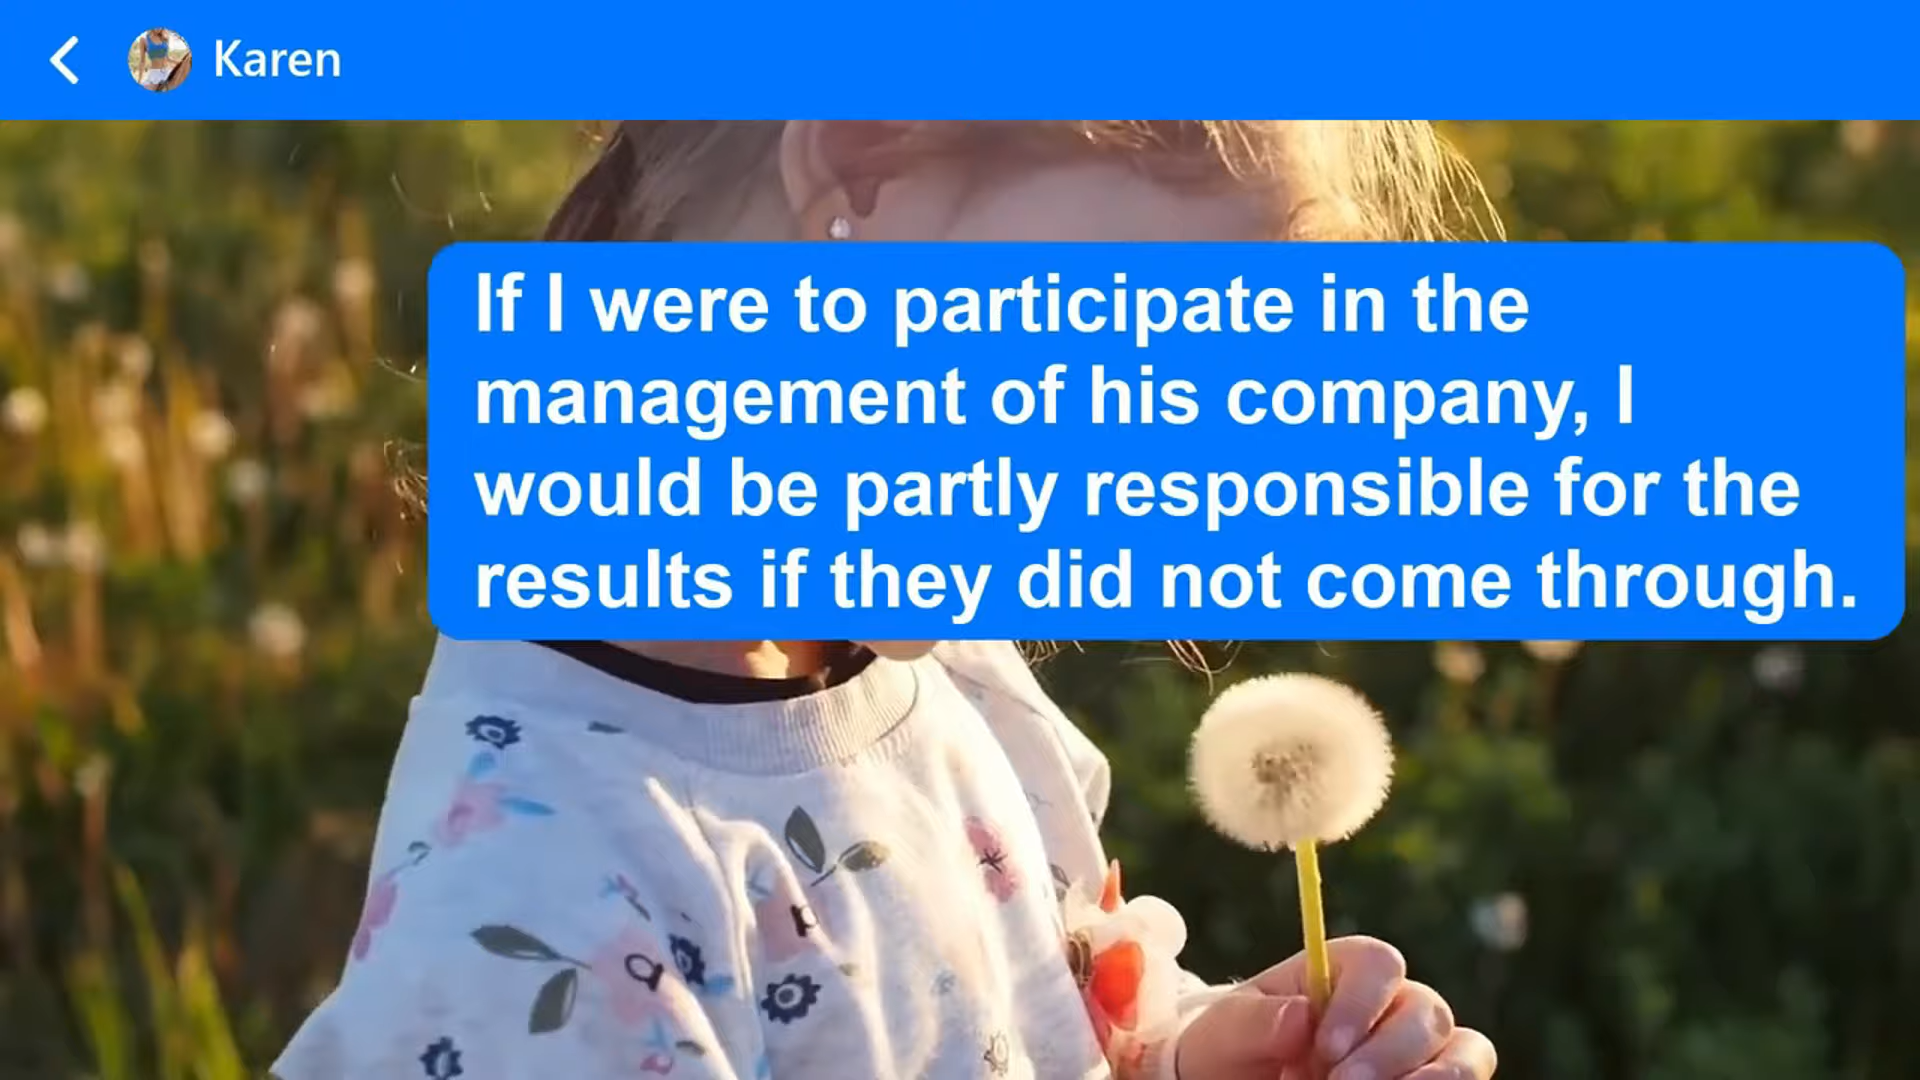 Karen
If I were to participate in the
management of his company, I
would be partly responsible for the
results if they did not come through.